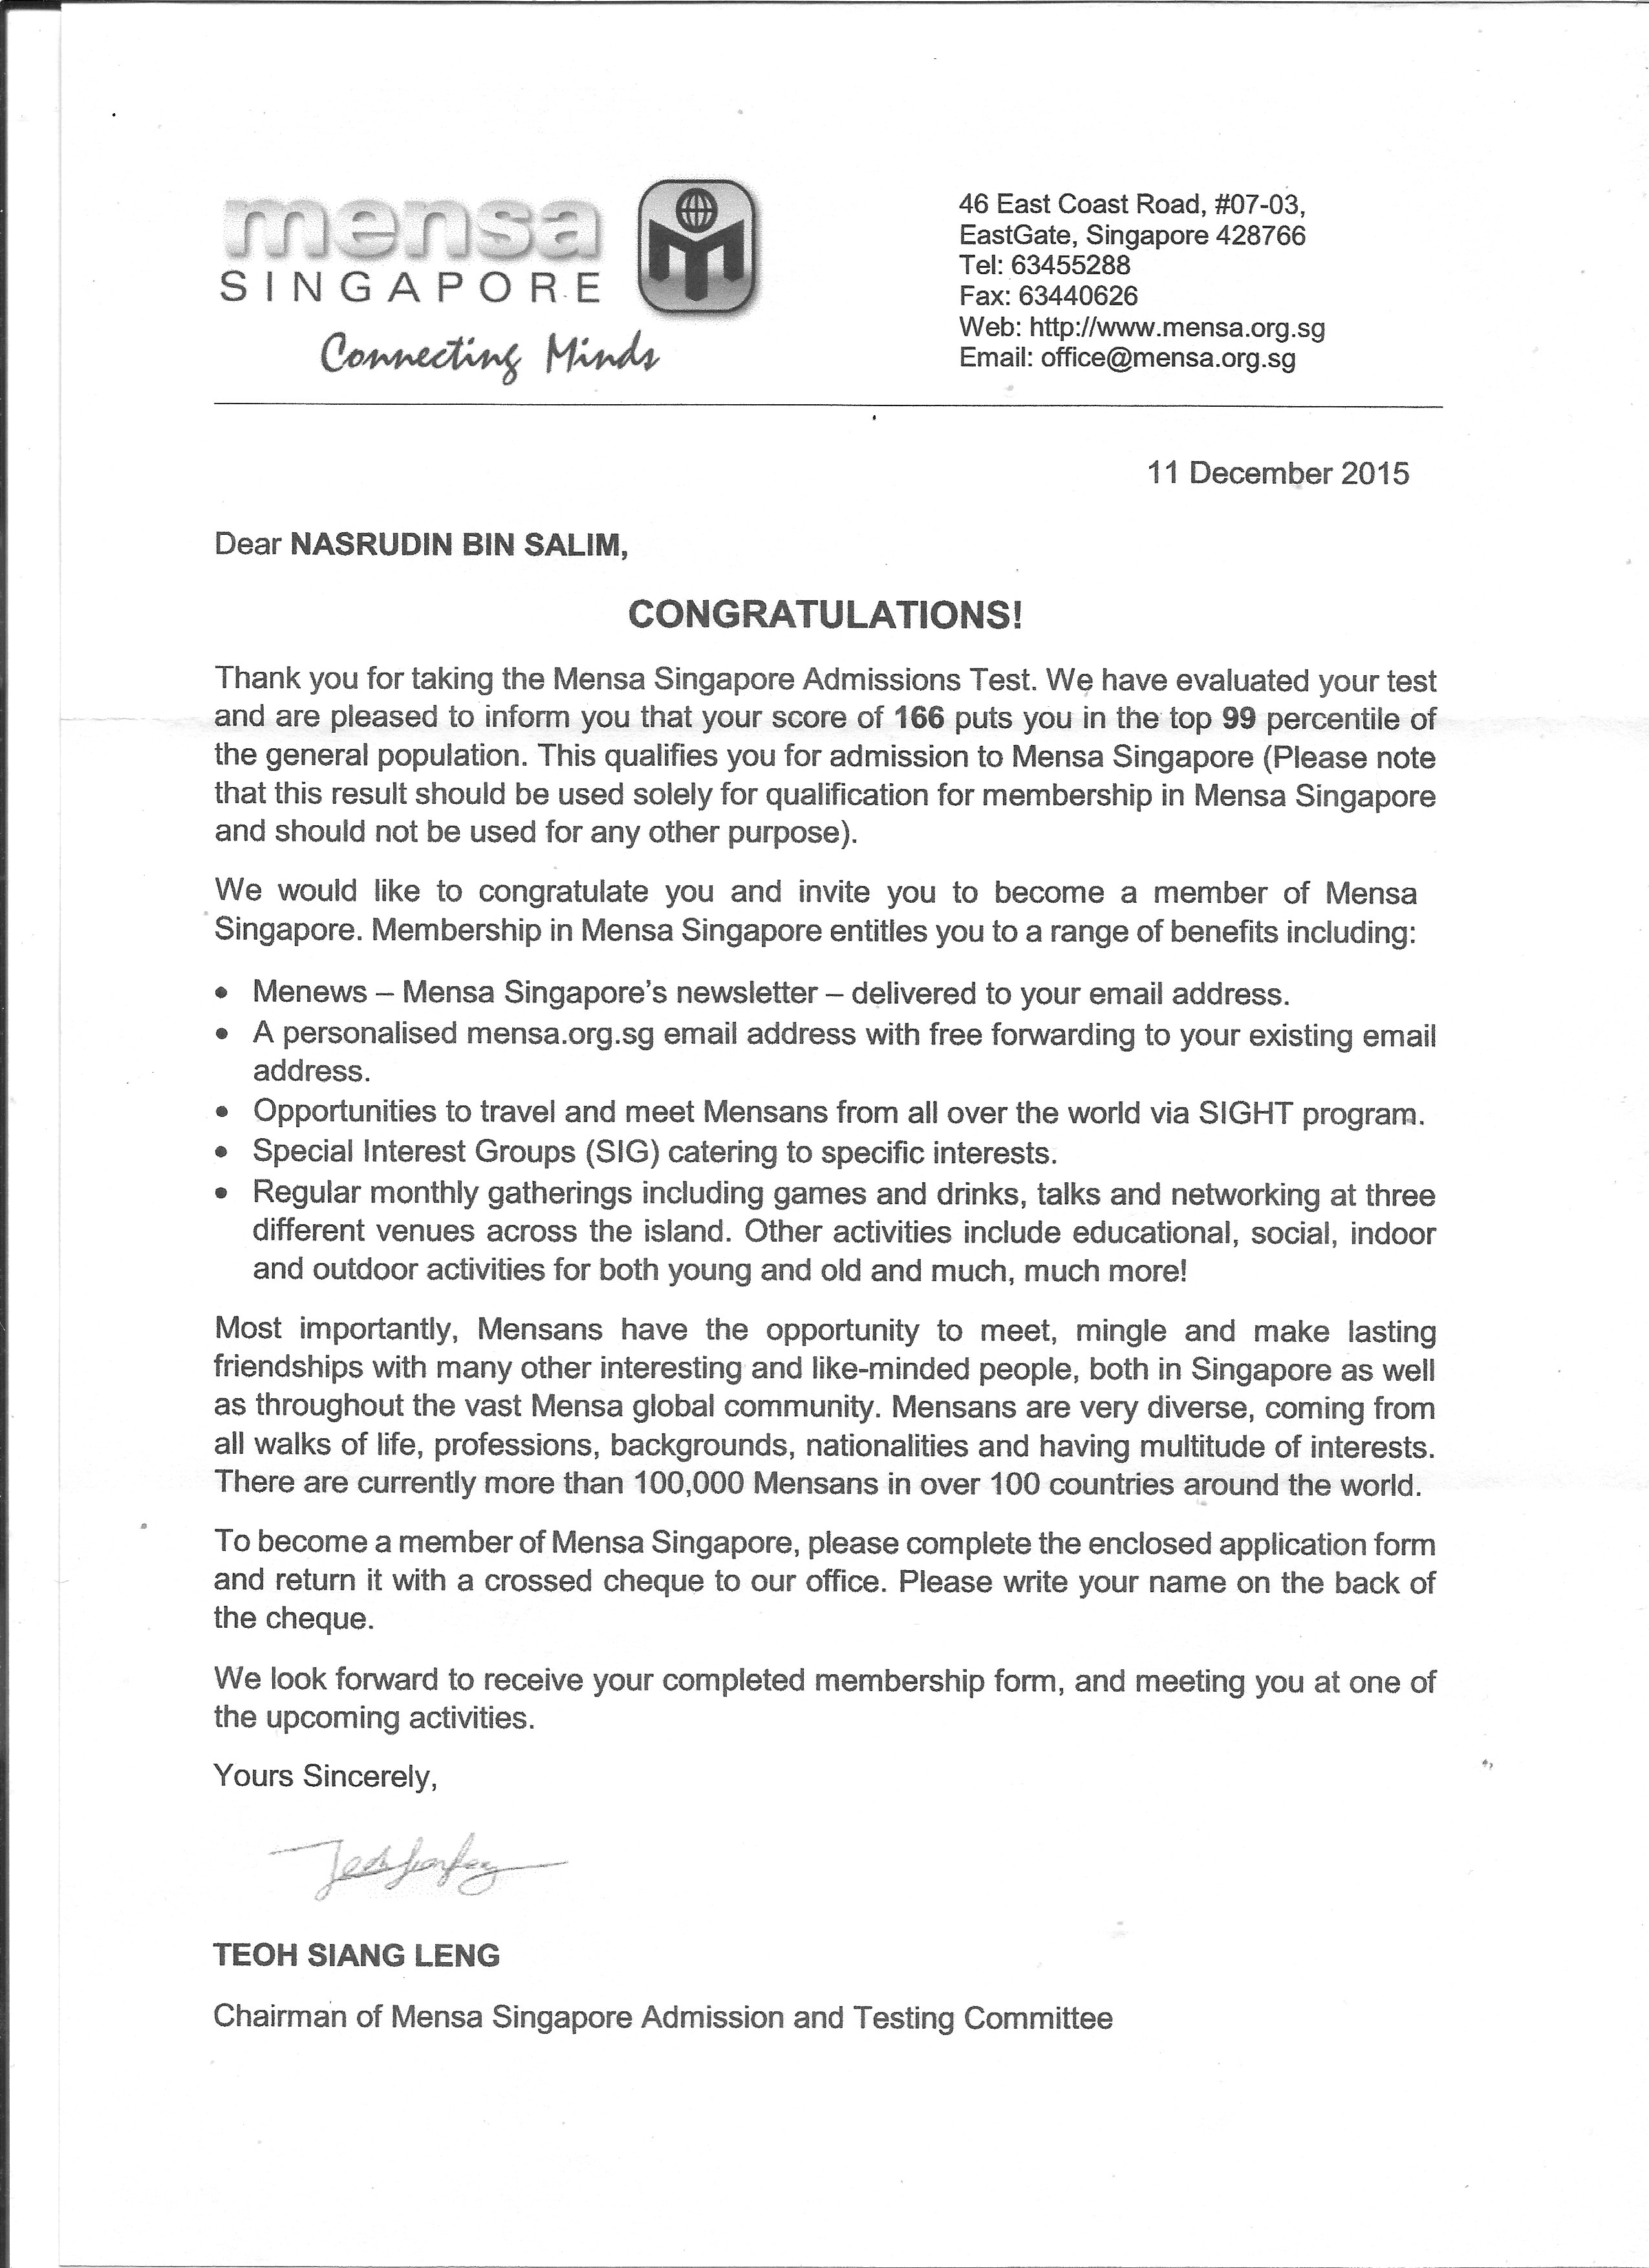 mensa
SINGAPORE
Connecting Minds
46 East Coast Road, #07-03,
EastGate, Singapore 428766
Tel: 63455288
Fax: 63440626
Web: http://www.mensa.org.sg
Email: office@mensa.org.sg
11 December 2015
Dear NASRUDIN BIN SALIM,
CONGRATULATIONS!
Thank you for taking the Mensa Singapore Admissions Test. We have evaluated your test
and are pleased to inform you that your score of 166 puts you in the top 99 percentile of
the general population. This qualifies you for admission to Mensa Singapore (Please note
that this result should be used solely for qualification for membership in Mensa Singapore
and should not be used for any other purpose).
We would like to congratulate you and invite you to become a member of Mensa
Singapore. Membership in Mensa Singapore entitles you to a range of benefits including:
• Menews – Mensa Singapore's newsletter – delivered to your email address.
• A personalised mensa.org.sg email address with free forwarding to your existing email
address.
• Opportunities to travel and meet Mensans from all over the world via SIGHT program.
• Special Interest Groups (SIG) catering to specific interests.
• Regular monthly gatherings including games and drinks, talks and networking at three
different venues across the island. Other activities include educational, social, indoor
and outdoor activities for both young and old and much, much more!
Most importantly, Mensans have the opportunity to meet, mingle and make lasting
friendships with many other interesting and like-minded people, both in Singapore as well
as throughout the vast Mensa global community. Mensans are very diverse, coming from
all walks of life, professions, backgrounds, nationalities and having multitude of interests.
There are currently more than 100,000 Mensans in over 100 countries around the world.
To become a member of Mensa Singapore, please complete the enclosed application form
and return it with a crossed cheque to our office. Please write your name on the back of
the cheque.
We look forward to receive your completed membership form, and meeting you at one of
the upcoming activities.
Yours Sincerely,
TEOH SIANG LENG
Chairman of Mensa Singapore Admission and Testing Committee